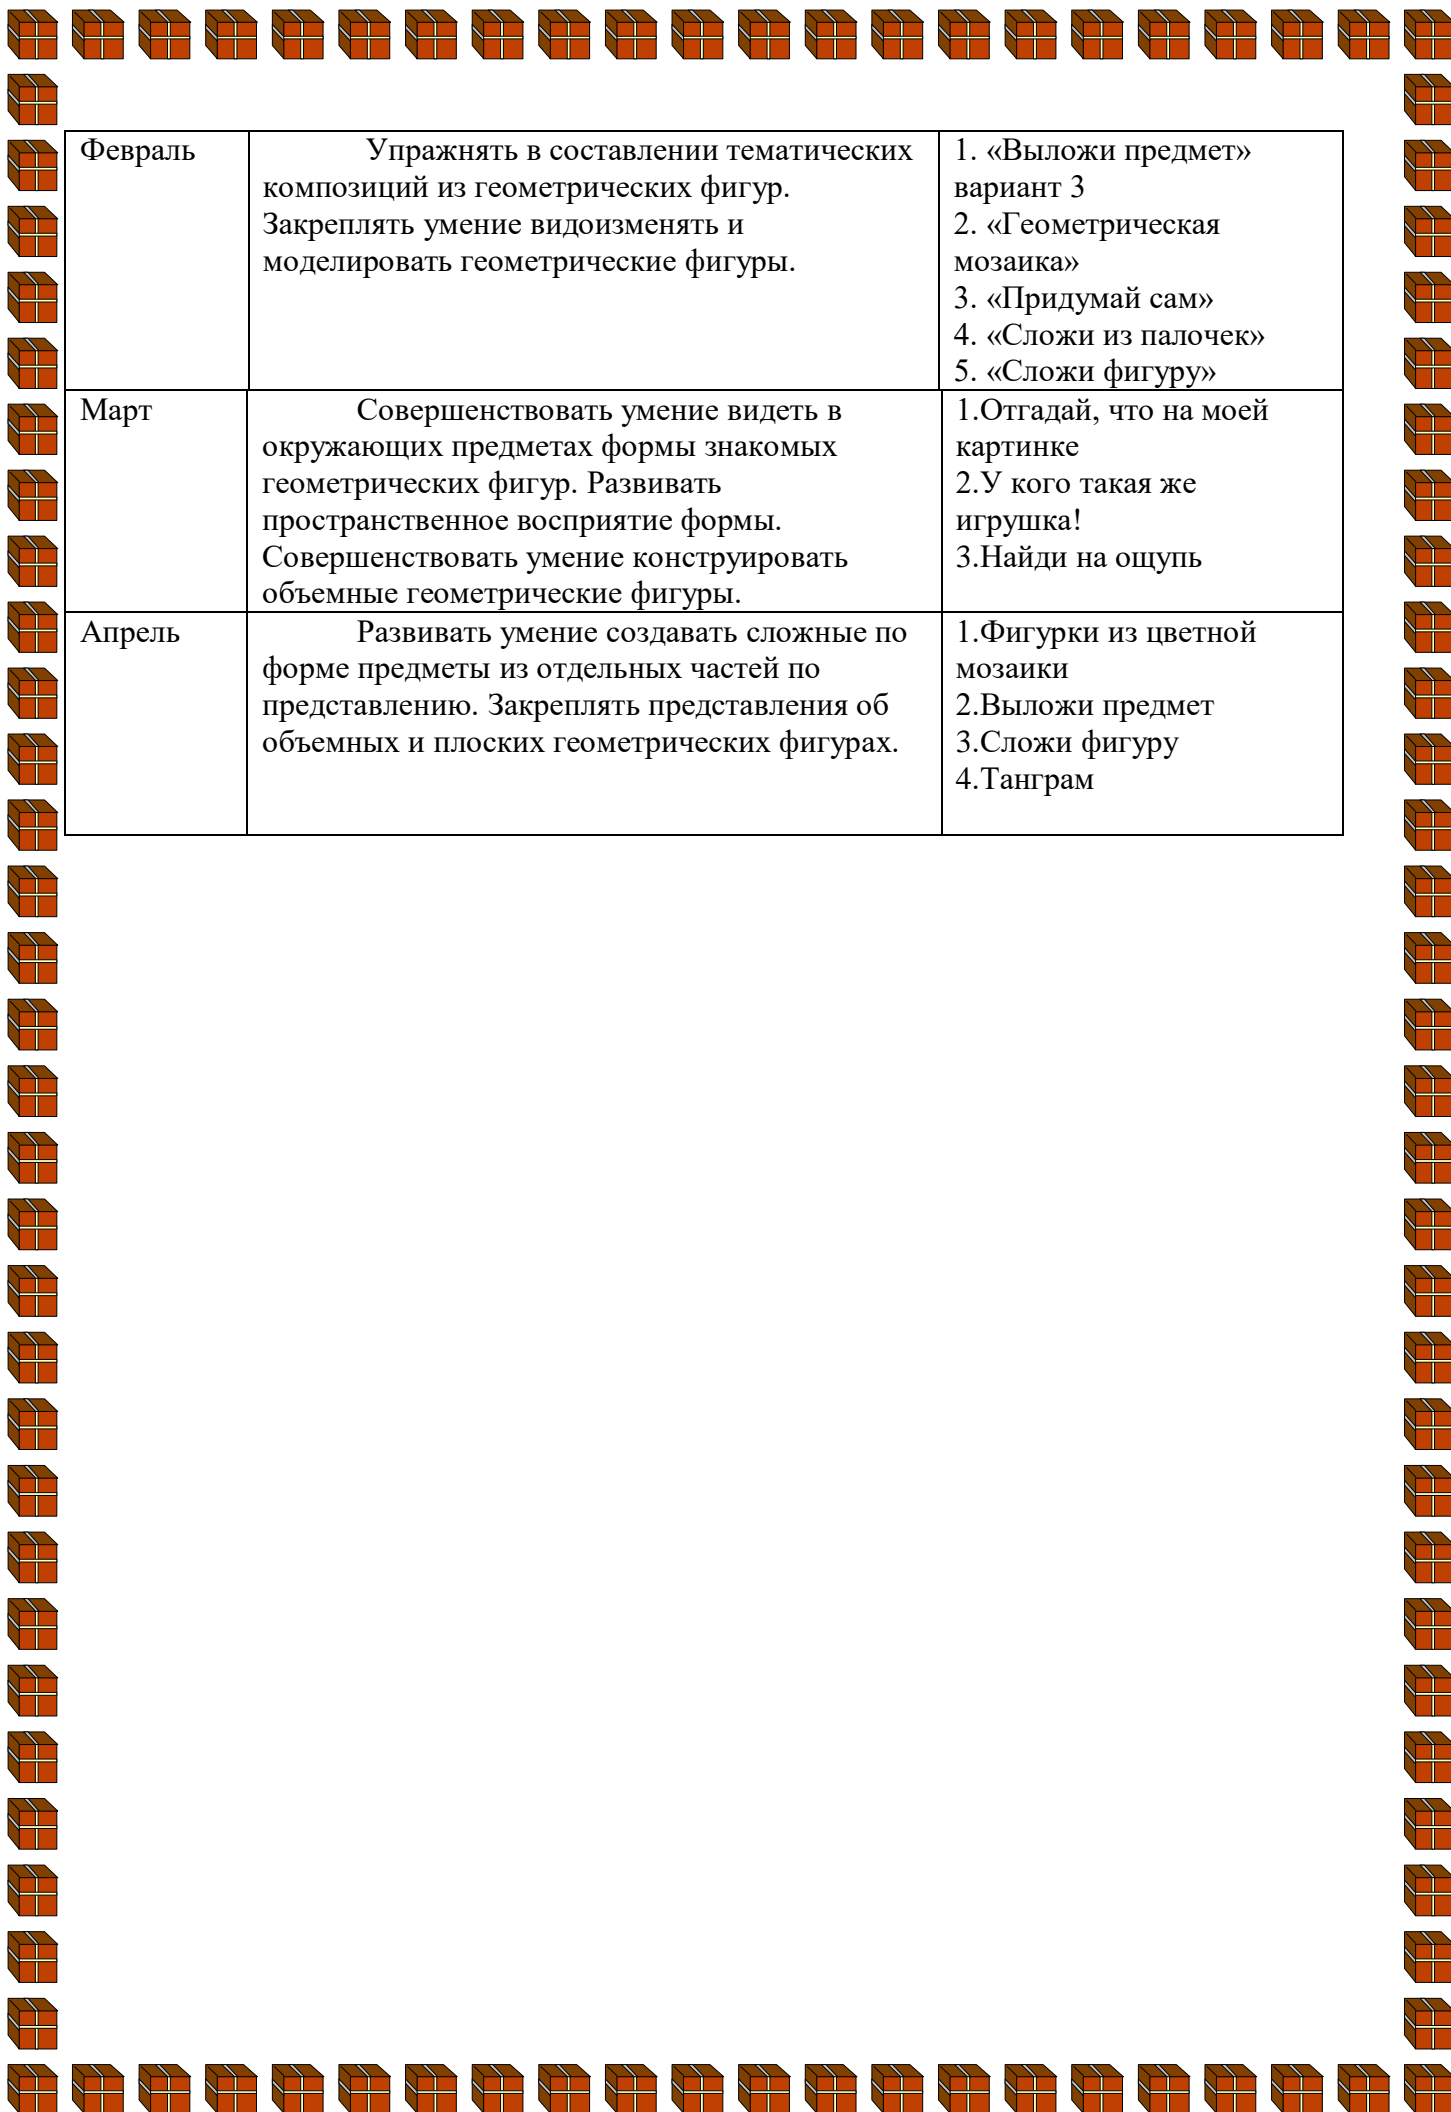 Февраль
Упражнять в составлении тематических
композиций из геометрических фигур.
Закреплять умение видоизменять и
моделировать геометрические фигуры.
1. «Выложи предмет»
вариант 3
2. «Геометрическая
мозаика»
3. «Придумай сам»
4. «Сложи из палочек»
5. «Сложи фигуру»
Март
Совершенствовать умение видеть в
окружающих предметах формы знакомых
геометрических фигур. Развивать
пространственное восприятие формы.
Совершенствовать умение конструировать
объемные геометрические фигуры.
1.Отгадай, что на моей
картинке
2.У кого такая же
игрушка!
3.Найди на ощупь
Апрель
Развивать умение создавать сложные по
форме предметы из отдельных частей по
представлению. Закреплять представления об
объемных и плоских геометрических фигурах.
1.Фигурки из цветной
мозаики
2.Выложи предмет
3.Сложи фигуру
4.Танграм